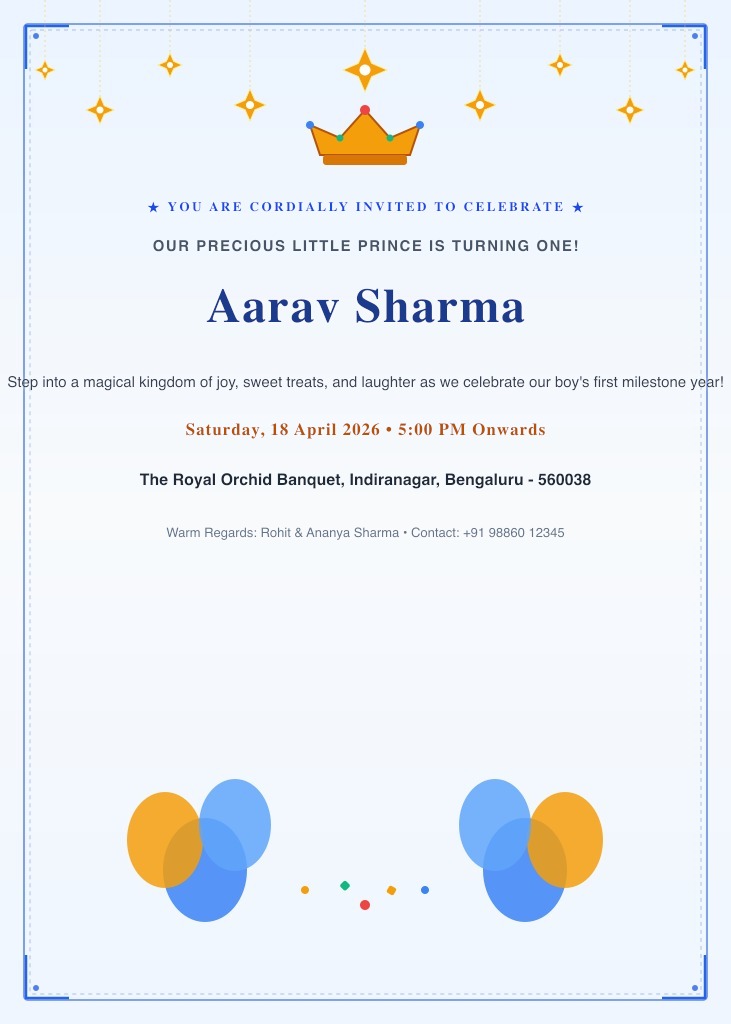 ★ YOU ARE CORDIALLY INVITED TO CELEBRATE ★
OUR PRECIOUS LITTLE PRINCE IS TURNING ONE!
Aarav Sharma
Step into a magical kingdom of joy, sweet treats, and laughter as we celebrate our boy's first milestone year!
Saturday, 18 April 2026 • 5:00 PM Onwards
The Royal Orchid Banquet, Indiranagar, Bengaluru - 560038
Warm Regards: Rohit & Ananya Sharma • Contact: +91 98860 12345